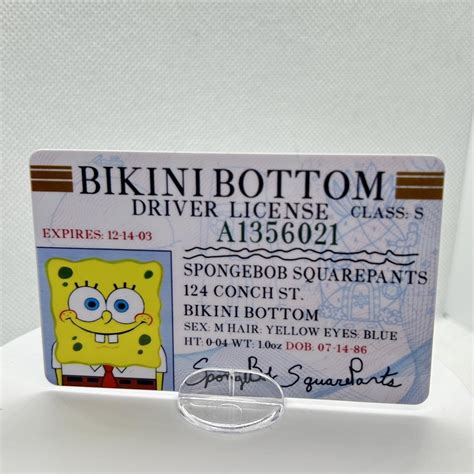 BIKINI BOTTOM
DRIVER LICENSE CLASS: S
EXPIRES: 12-14-03 A1356021
SPONGEBOB SQUAREPANTS
124 CONCH ST.
BIKINI BOTTOM
SEX: M HAIR: YELLOW EYES: BLUE
HT: 0-04 WT. 1.0oz DOB: 07-14-86
SpongeBob SquarePants